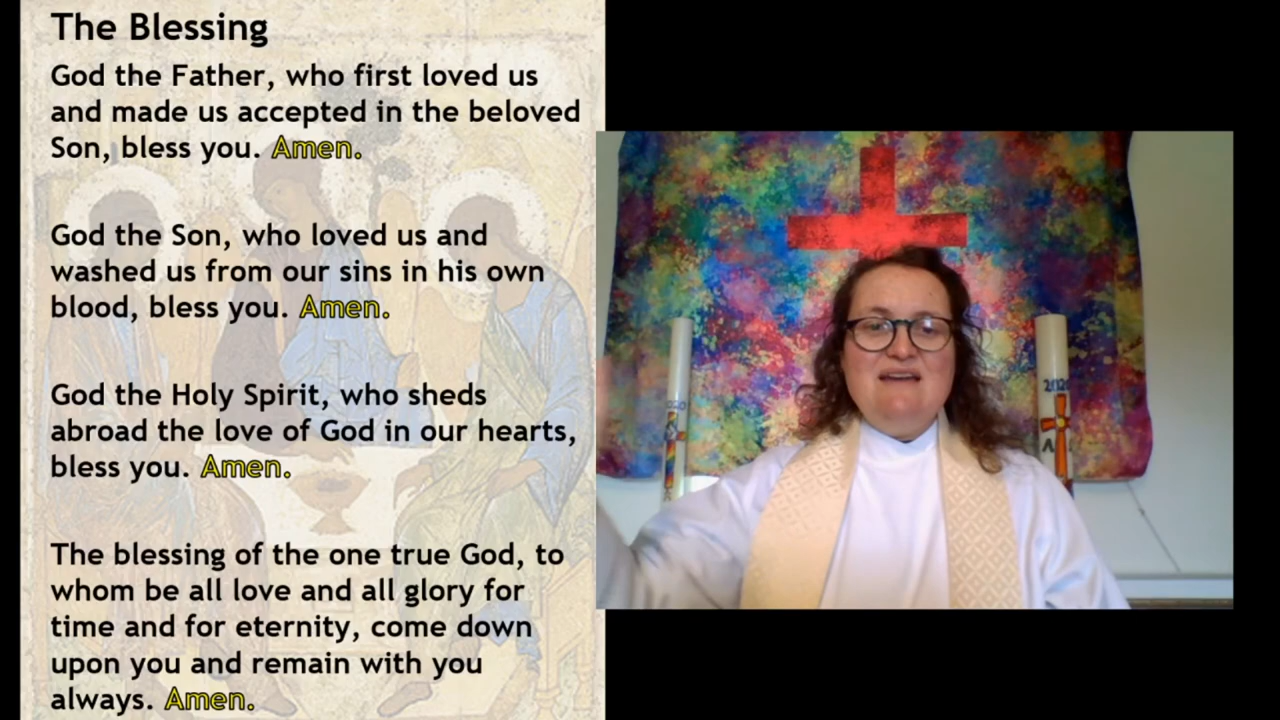 The Blessing
God the Father, who first loved us
and made us accepted in the beloved
Son, bless you. Amen.
God the Son, who loved us and
washed us from our sins in his own
blood, bless you. Amen.
God the Holy Spirit, who sheds
abroad the love of God in our hearts,
bless you. Amen.
The blessing of the one true God, to
whom be all love and all glory for
time and for eternity, come down
upon you and remain with you
always. Amen.
2020